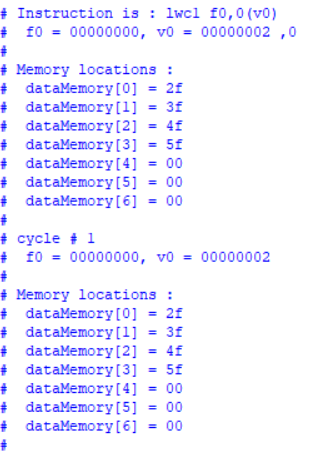 # Instruction is : lwcl f0,0(v0)
#  f0 = 00000000, v0 = 00000002 ,0
#
# Memory locations :
#  dataMemory[0] = 2f
#  dataMemory[1] = 3f
#  dataMemory[2] = 4f
#  dataMemory[3] = 5f
#  dataMemory[4] = 00
#  dataMemory[5] = 00
#  dataMemory[6] = 00
#
# cycle # 1
#  f0 = 00000000, v0 = 00000002
#
# Memory locations :
#  dataMemory[0] = 2f
#  dataMemory[1] = 3f
#  dataMemory[2] = 4f
#  dataMemory[3] = 5f
#  dataMemory[4] = 00
#  dataMemory[5] = 00
#  dataMemory[6] = 00
#